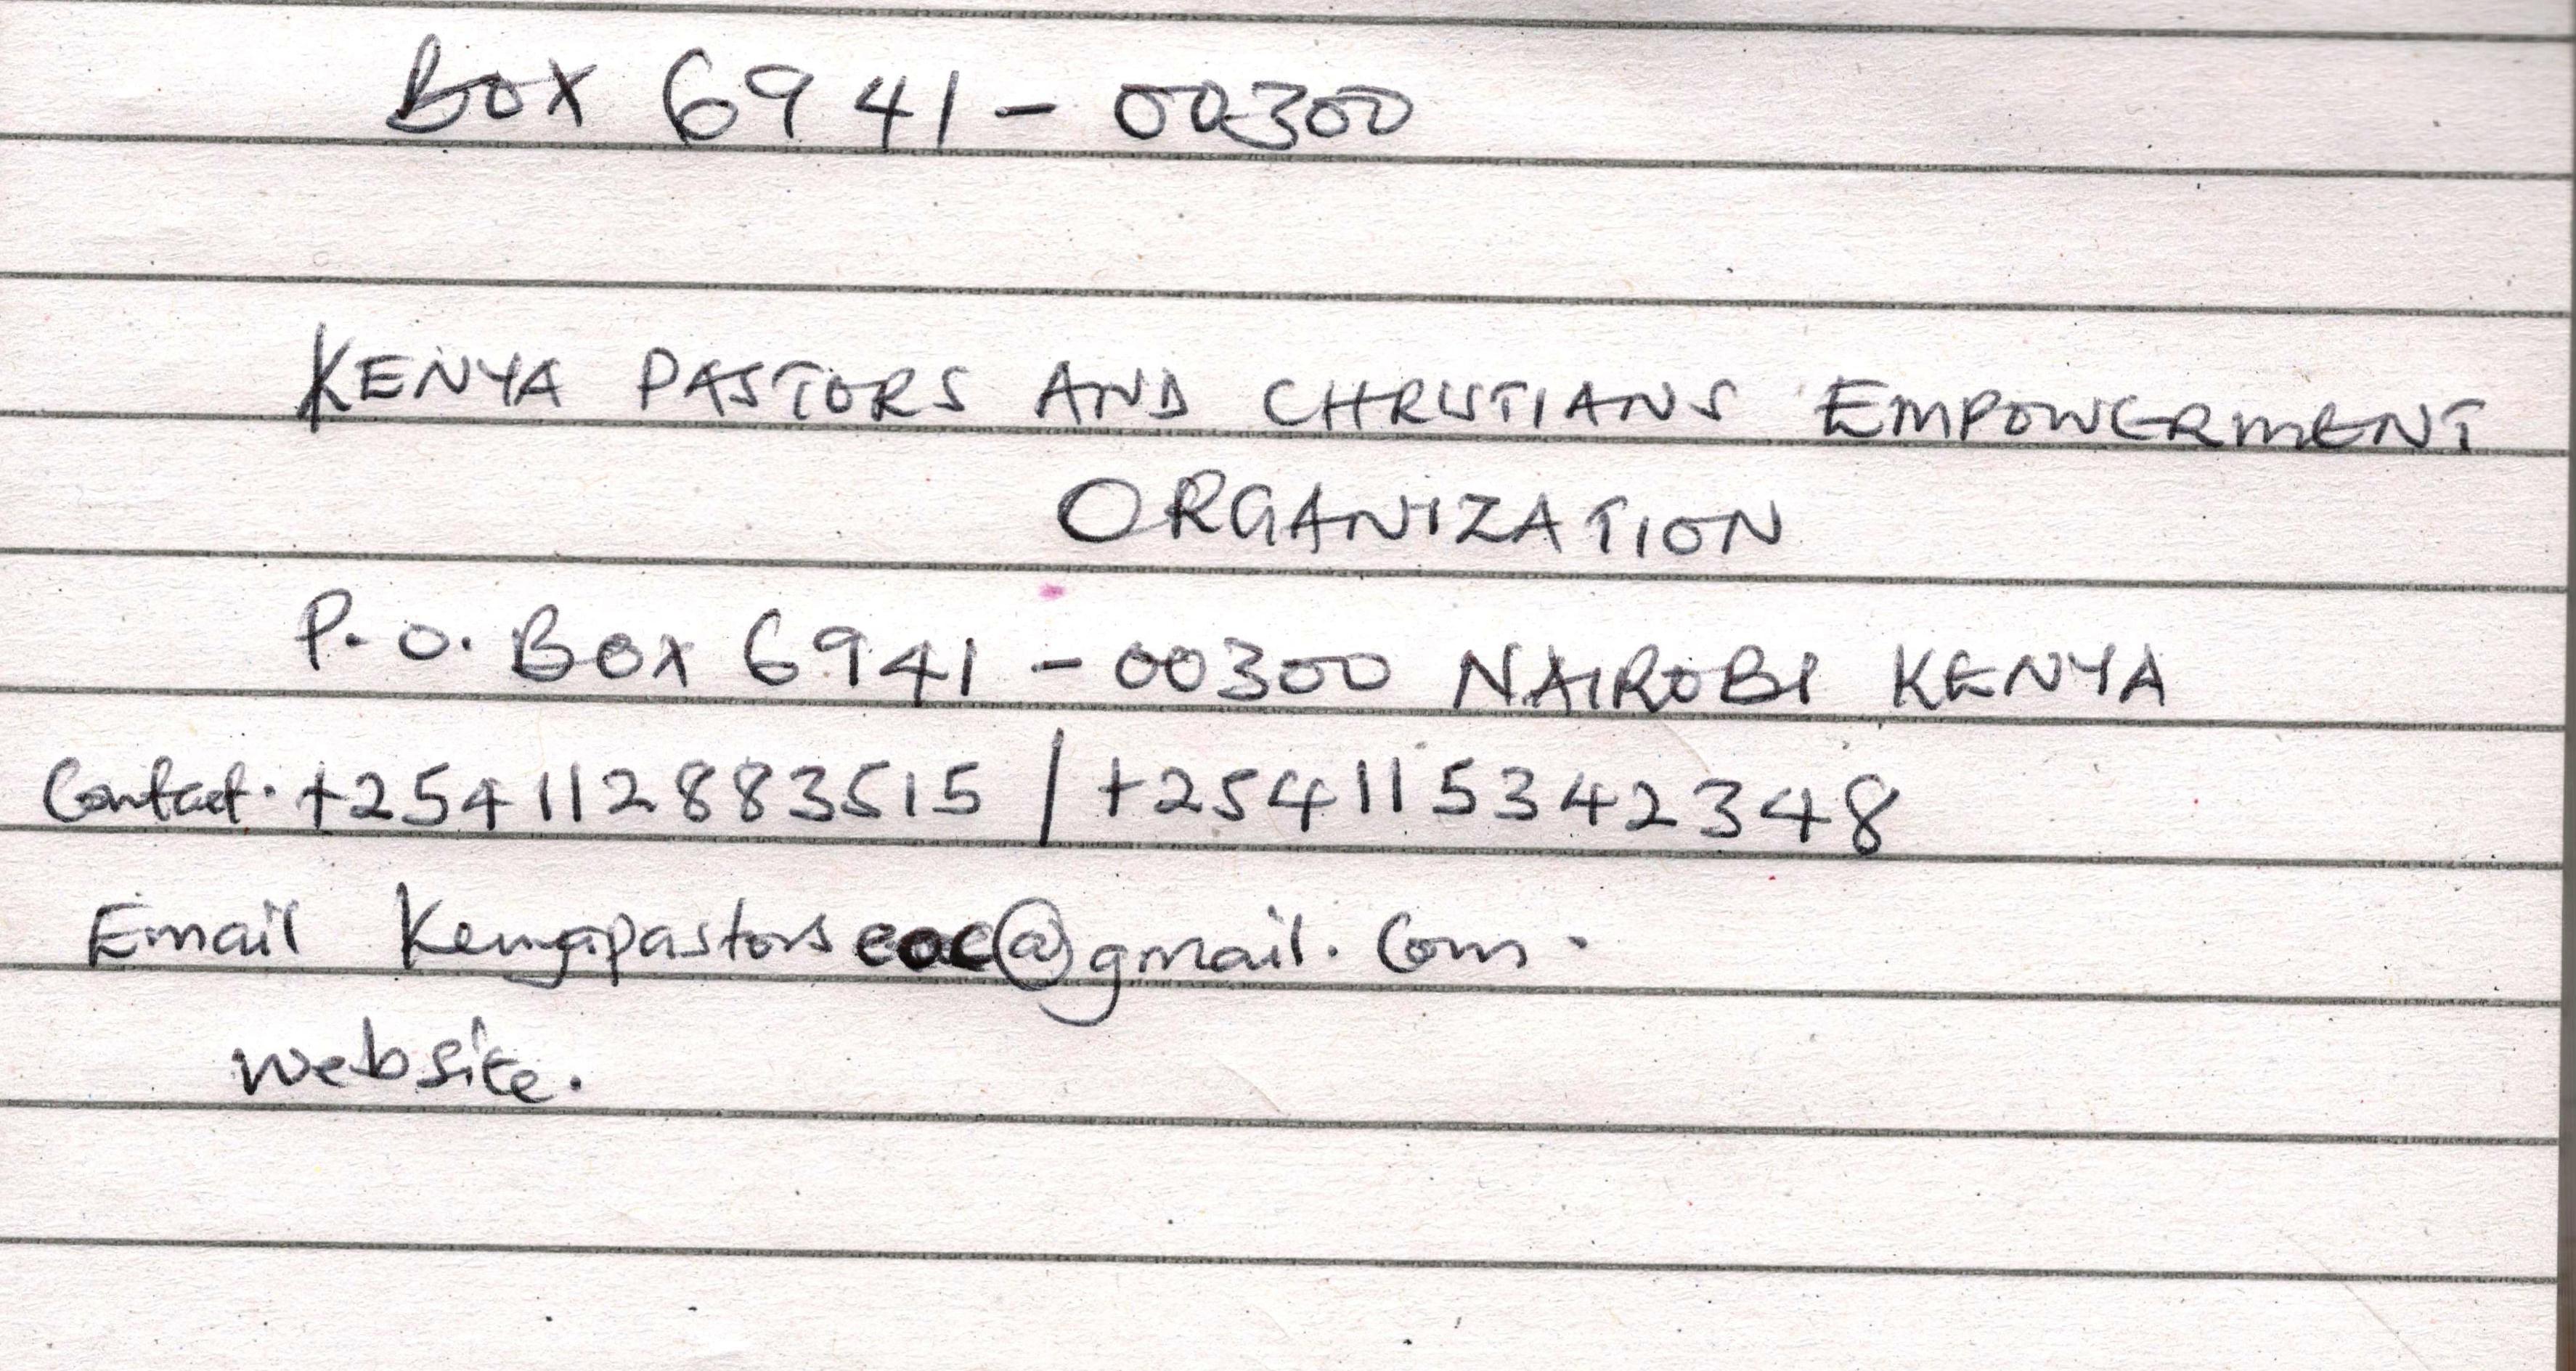 Box 6941 - 00300
KENYA PASTORS AND CHRISTIANS EMPOWERMENT
ORGANIZATION
P.O. BOX 6941 - 00300 NAIROBI KENYA
Contact. +254112883515 / +254115342348
Email Kenyapastorseoc@gmail.com.
website.